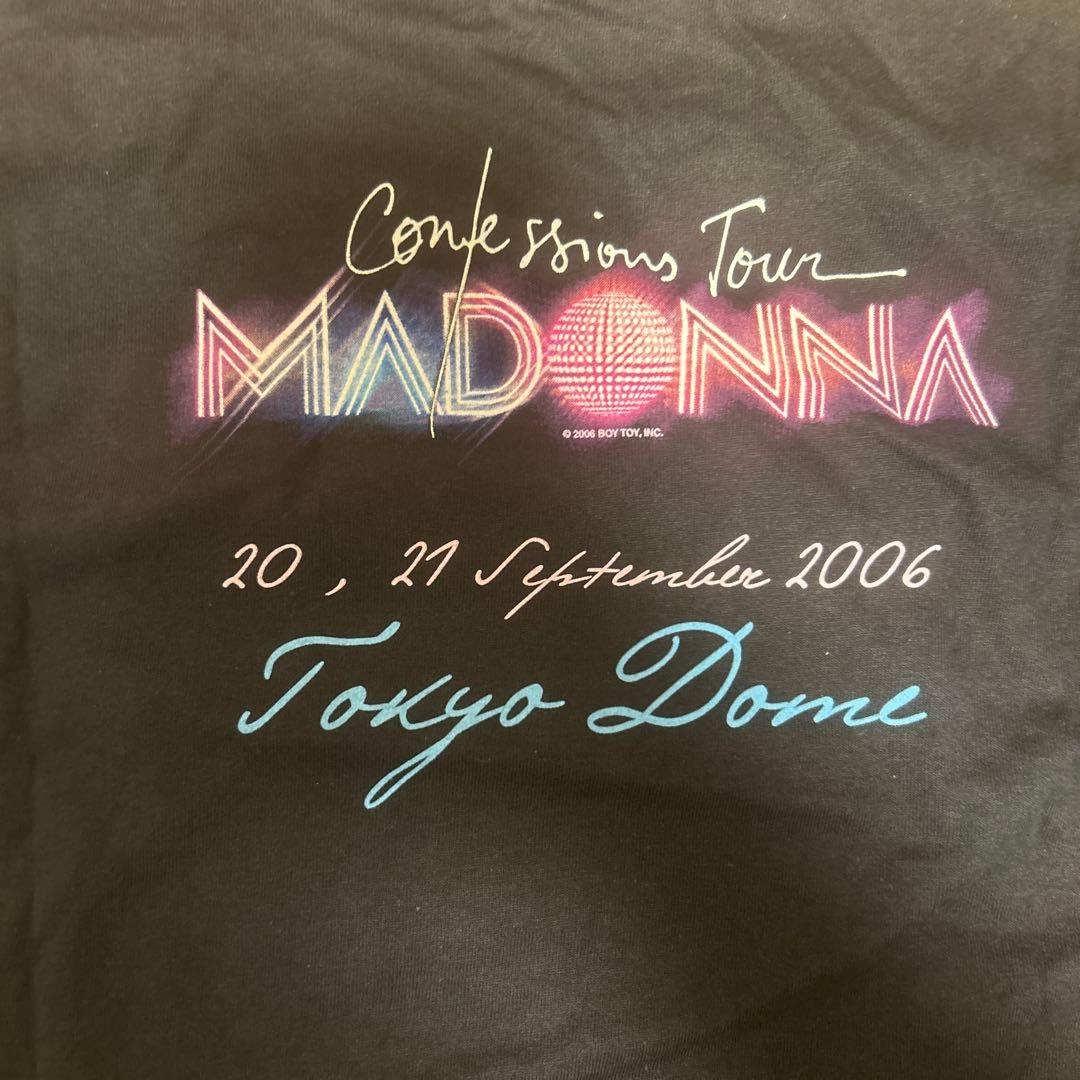 Confessions Tour
MADONNA
© 2006 BOY TOY, INC.
20 , 21 September 2006
Tokyo Dome